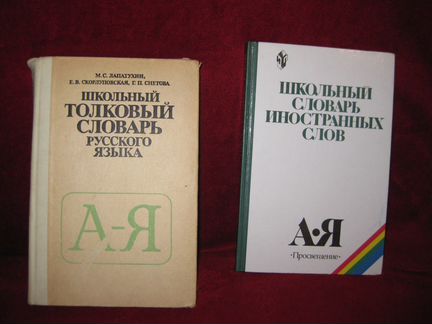 М. С. ЛАПАТУХИН,
Е. В. СКОРЛУПОВСКАЯ, Г. П. СНЕТОВА
ШКОЛЬНЫЙ
ТОЛКОВЫЙ
СЛОВАРЬ
РУССКОГО
ЯЗЫКА
А-Я
ШКОЛЬНЫЙ
СЛОВАРЬ
ИНОСТРАННЫХ
СЛОВ
А·Я
·Просвещение·